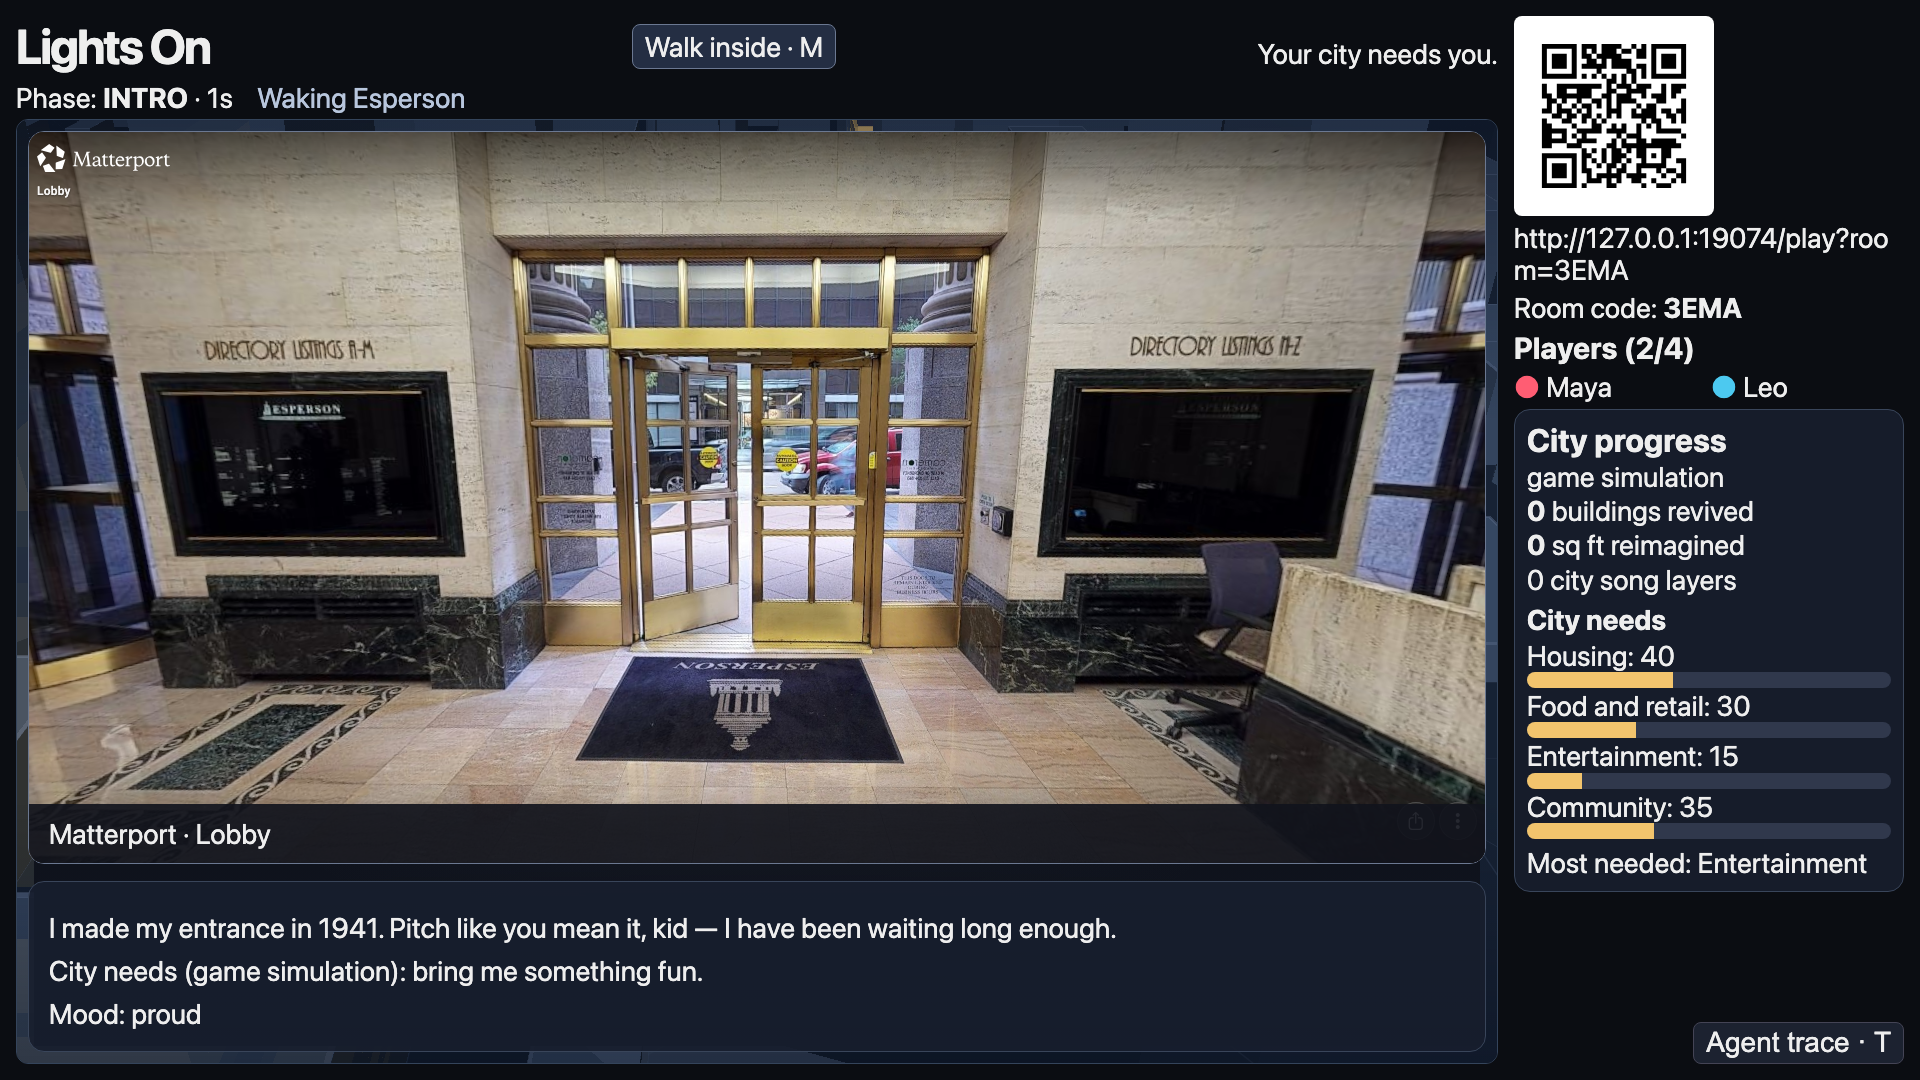 Lights On
Walk inside · M
Your city needs you.
Phase: INTRO · 1s Waking Esperson
Matterport
Lobby
DIRECTORY LISTINGS A-M
DIRECTORY LISTINGS N-Z
ESPERSON
ESPERSON
CAUTION
ESPERSON
Matterport · Lobby
I made my entrance in 1941. Pitch like you mean it, kid — I have been waiting long enough.
City needs (game simulation): bring me something fun.
Mood: proud
http://127.0.0.1:19074/play?roo
m=3EMA
Room code: 3EMA
Players (2/4)
Maya
Leo
City progress
game simulation
0 buildings revived
0 sq ft reimagined
0 city song layers
City needs
Housing: 40
Food and retail: 30
Entertainment: 15
Community: 35
Most needed: Entertainment
Agent trace · T